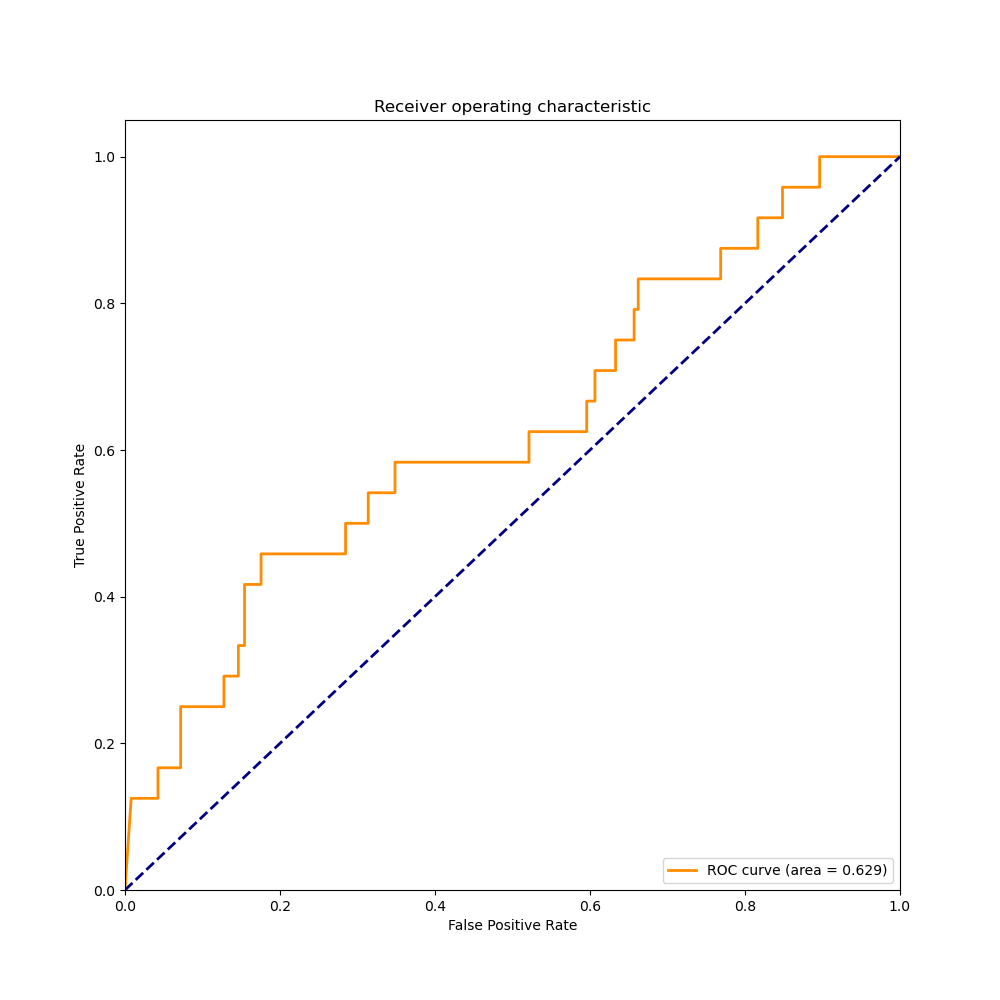 Receiver operating characteristic
1.0
0.8
0.6
0.4
0.2
0.0
True Positive Rate
ROC curve (area = 0.629)
0.0 0.2 0.4 0.6 0.8 1.0
False Positive Rate